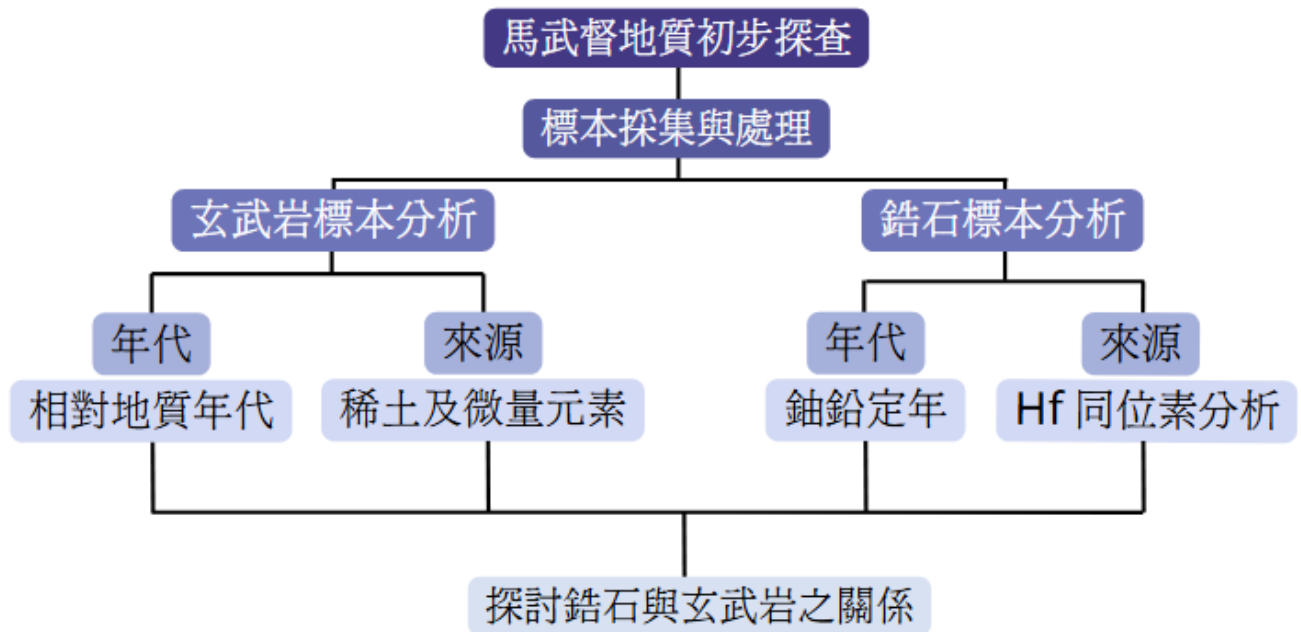 馬武督地質初步探查
標本採集與處理
玄武岩標本分析
鋯石標本分析
年代
來源
年代
來源
相對地質年代
稀土及微量元素
鈾鉛定年
Hf 同位素分析
探討鋯石與玄武岩之關係